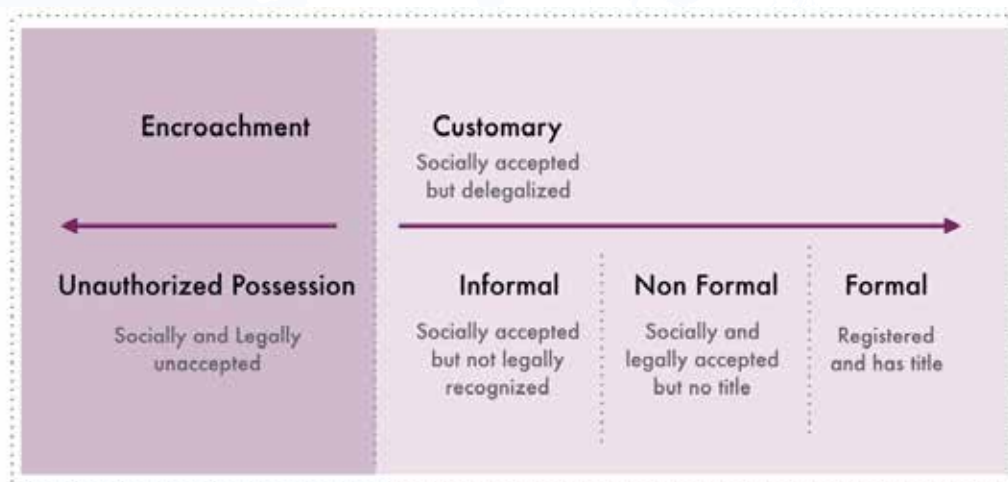 Encroachment
Customary
Socially accepted
but delegalized
Unauthorized Possession
Socially and Legally
unaccepted
Informal
Socially accepted
but not legally
recognized
Non Formal
Socially and
legally accepted
but no title
Formal
Registered
and has title